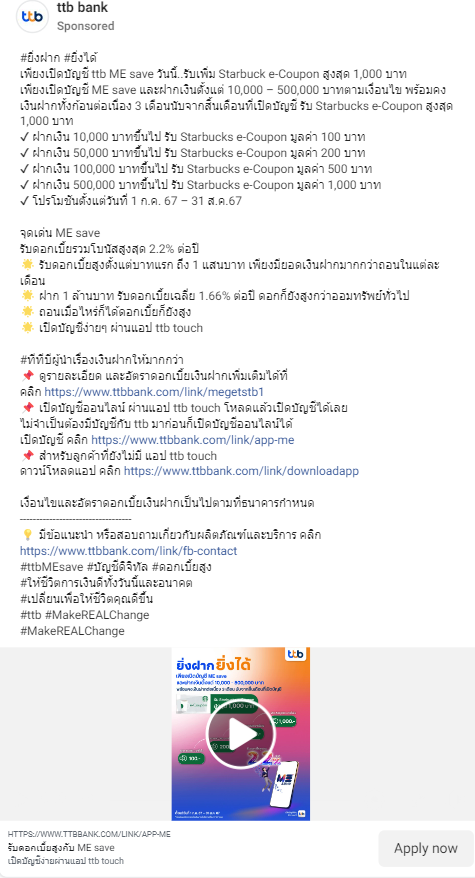 ttb bank
Sponsored
#ยิ่งฝาก #ยิ่งได้
เพียงเปิดบัญชี ttb ME save วันนี้..รับเพิ่ม Starbuck e-Coupon สูงสุด 1,000 บาท
เพียงเปิดบัญชี ME save และฝากเงินตั้งแต่ 10,000 – 500,000 บาทตามเงื่อนไข พร้อมคง
เงินฝากทั้งก้อนต่อเนื่อง 3 เดือนนับจากสิ้นเดือนที่เปิดบัญชี รับ Starbucks e-Coupon สูงสุด
1,000 บาท
✓ ฝากเงิน 10,000 บาทขึ้นไป รับ Starbucks e-Coupon มูลค่า 100 บาท
✓ ฝากเงิน 50,000 บาทขึ้นไป รับ Starbucks e-Coupon มูลค่า 200 บาท
✓ ฝากเงิน 100,000 บาทขึ้นไป รับ Starbucks e-Coupon มูลค่า 500 บาท
✓ ฝากเงิน 500,000 บาทขึ้นไป รับ Starbucks e-Coupon มูลค่า 1,000 บาท
✓ โปรโมชันตั้งแต่วันที่ 1 ก.ค. 67 – 31 ส.ค.67
จุดเด่น ME save
รับดอกเบี้ยรวมโบนัสสูงสุด 2.2% ต่อปี
🌟 รับดอกเบี้ยสูงตั้งแต่บาทแรก ถึง 1 แสนบาท เพียงมียอดเงินฝากมากกว่าถอนในแต่ละ
เดือน
🌟 ฝาก 1 ล้านบาท รับดอกเบี้ยเฉลี่ย 1.66% ต่อปี ดอกก็ยังสูงกว่าออมทรัพย์ทั่วไป
🌟 ถอนเมื่อไหร่ก็ได้ดอกเบี้ยก็ยังสูง
🌟 เปิดบัญชีง่ายๆ ผ่านแอป ttb touch
#ทีทีบีผู้นำเรื่องเงินฝากให้มากกว่า
📌 ดูรายละเอียด และอัตราดอกเบี้ยเงินฝากเพิ่มเติมได้ที่
คลิก https://www.ttbbank.com/link/megetstb1
📌 เปิดบัญชีออนไลน์ ผ่านแอป ttb touch โหลดแล้วเปิดบัญชีได้เลย
ไม่จำเป็นต้องมีบัญชีกับ ttb มาก่อนก็เปิดบัญชีออนไลน์ได้
เปิดบัญชี คลิก https://www.ttbbank.com/link/app-me
📌 สำหรับลูกค้าที่ยังไม่มี แอป ttb touch
ดาวน์โหลดแอป คลิก https://www.ttbbank.com/link/downloadapp
เงื่อนไขและอัตราดอกเบี้ยเงินฝากเป็นไปตามที่ธนาคารกำหนด
----------------------------------
💡 มีข้อแนะนำ หรือสอบถามเกี่ยวกับผลิตภัณฑ์และบริการ คลิก
https://www.ttbbank.com/link/fb-contact
#ttbMEsave #บัญชีดิจิทัล #ดอกเบี้ยสูง
#ให้ชีวิตการเงินดีทั้งวันนี้และอนาคต
#เปลี่ยนเพื่อให้ชีวิตคุณดีขึ้น
#ttb #MakeREALChange
#MakeREALChange
ttb
ยิ่งฝาก ยิ่งได้
เพียงเปิดบัญชี ME save
และฝากเงินตั้งแต่ 10,000 - 500,000 บาท
1,000 บาท
1,000.-
200
100.-
ME
HTTPS://WWW.TTBBANK.COM/LINK/APP-ME
รับดอกเบี้ยสูงกับ ME save
เปิดบัญชีง่ายผ่านแอป ttb touch
Apply now